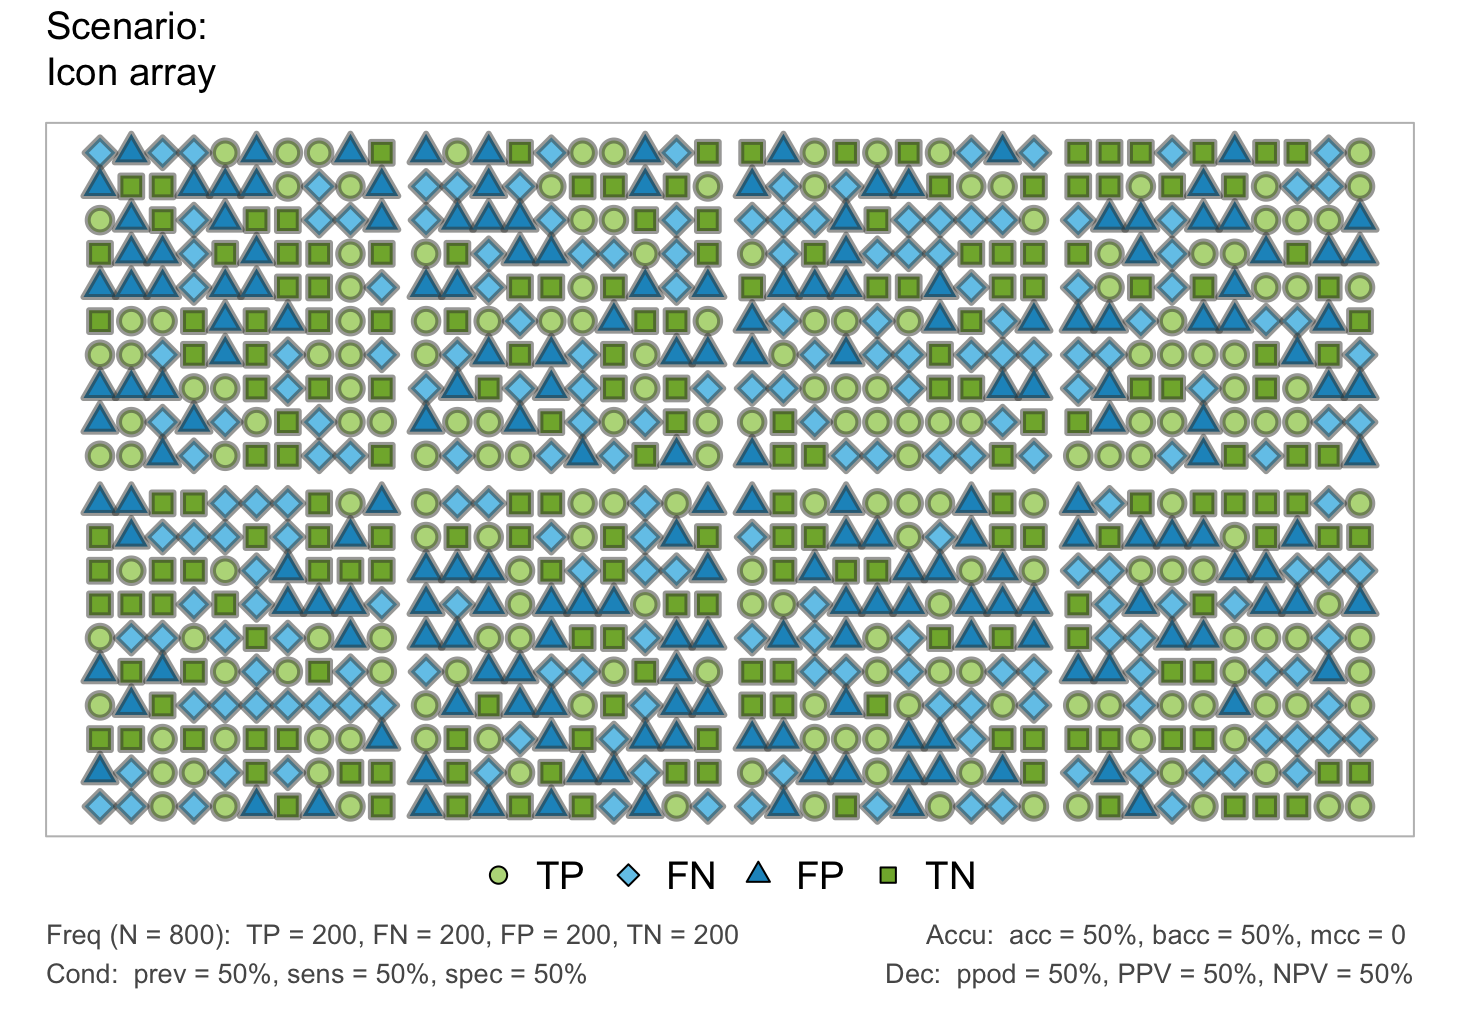 Scenario:
Icon array
TP FN FP TN
Freq (N = 800):  TP = 200, FN = 200, FP = 200, TN = 200
Accu:  acc = 50%, bacc = 50%, mcc = 0
Cond:  prev = 50%, sens = 50%, spec = 50%
Dec:  ppod = 50%, PPV = 50%, NPV = 50%